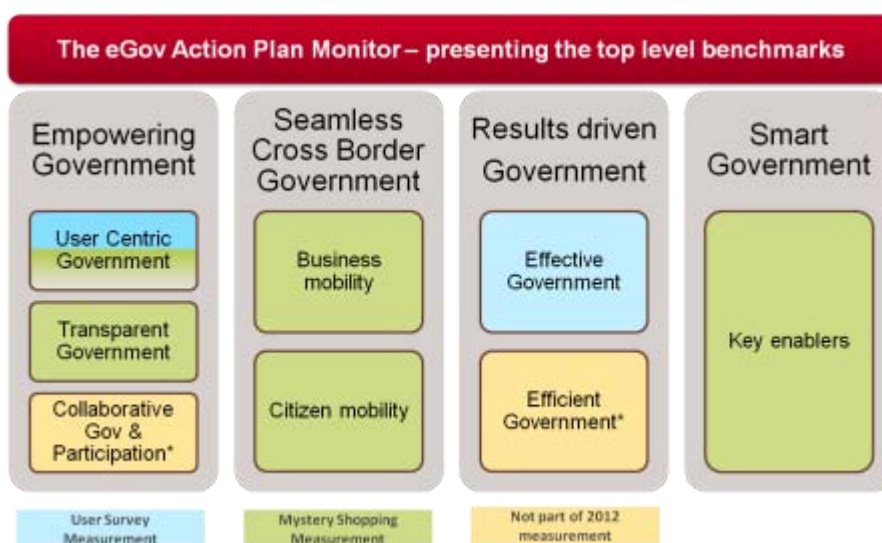 The eGov Action Plan Monitor – presenting the top level benchmarks
Empowering
Government
User Centric
Government
Transparent
Government
Collaborative
Gov &
Participation*
Seamless
Cross Border
Government
Business
mobility
Citizen mobility
Results driven
Government
Effective
Government
Efficient
Government*
Smart
Government
Key enablers
User Survey
Measurement
Mystery Shopping
Measurement
Not part of 2012
measurement